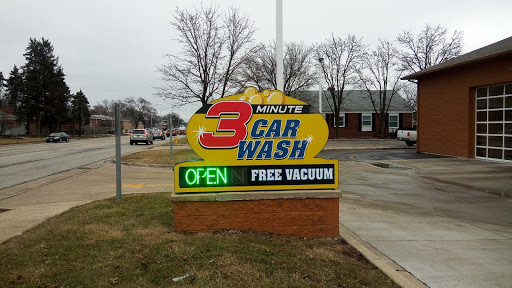 3 MINUTE
CAR
WASH
OPEN FREE VACUUM